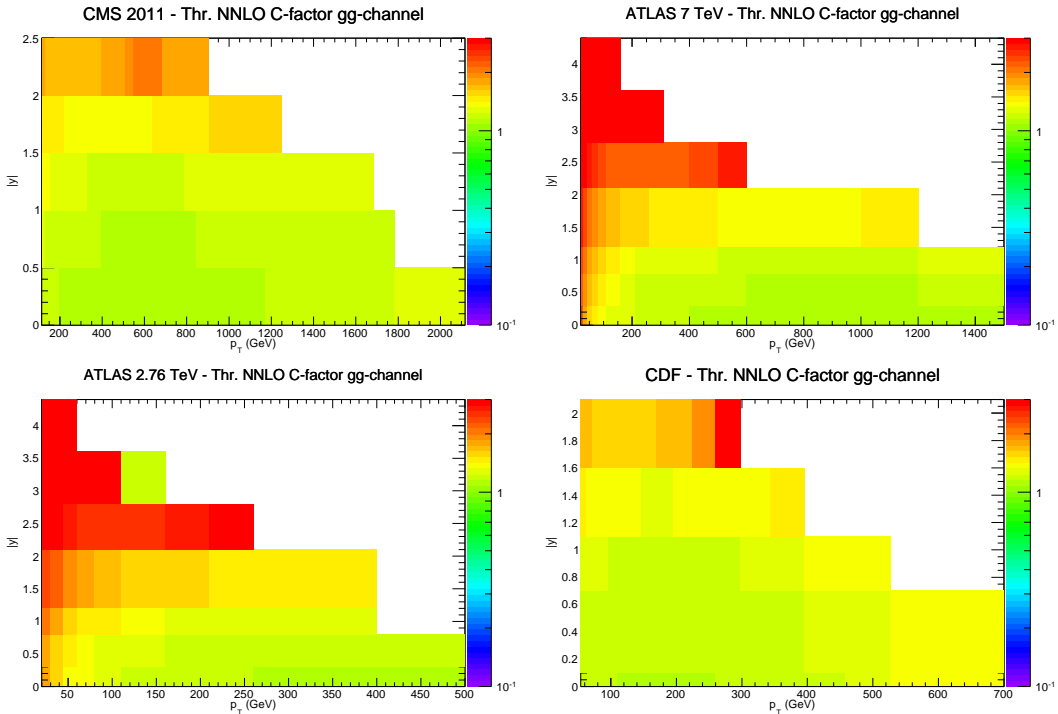 CMS 2011 - Thr. NNLO C-factor gg-channel
|y|
2.5
2
1.5
1
0.5
0
200 400 600 800 1000 1200 1400 1600 1800 2000
p_T (GeV)
1
10^-1
ATLAS 7 TeV - Thr. NNLO C-factor gg-channel
|y|
4
3.5
3
2.5
2
1.5
1
0.5
0
200 400 600 800 1000 1200 1400
p_T (GeV)
1
10^-1
ATLAS 2.76 TeV - Thr. NNLO C-factor gg-channel
|y|
4
3.5
3
2.5
2
1.5
1
0.5
0
50 100 150 200 250 300 350 400 450 500
p_T (GeV)
1
10^-1
CDF - Thr. NNLO C-factor gg-channel
|y|
2
1.8
1.6
1.4
1.2
1
0.8
0.6
0.4
0.2
0
100 200 300 400 500 600 700
p_T (GeV)
1
10^-1